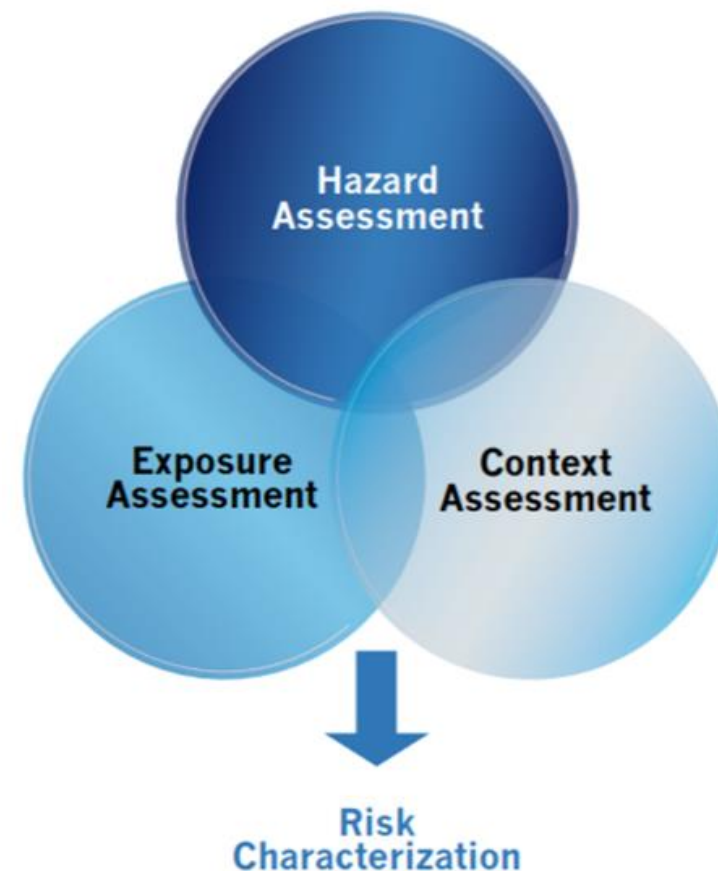 Hazard
Assessment
Exposure
Assessment
Context
Assessment
Risk
Characterization